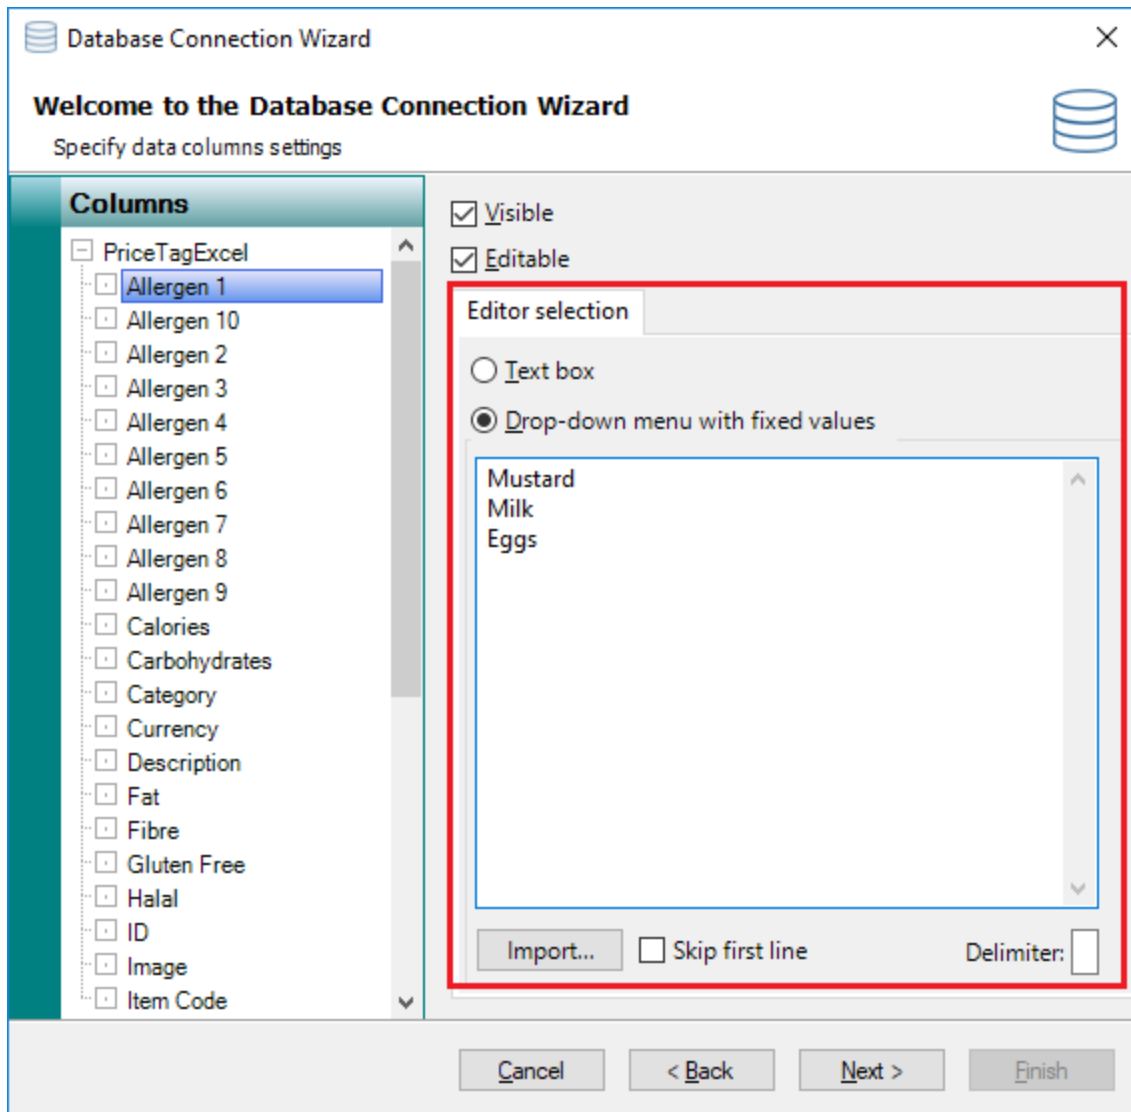 Database Connection Wizard
Welcome to the Database Connection Wizard
Specify data columns settings
Columns
PriceTagExcel
Allergen 1
Allergen 10
Allergen 2
Allergen 3
Allergen 4
Allergen 5
Allergen 6
Allergen 7
Allergen 8
Allergen 9
Calories
Carbohydrates
Category
Currency
Description
Fat
Fibre
Gluten Free
Halal
ID
Image
Item Code
Visible
Editable
Editor selection
Text box
Drop-down menu with fixed values
Mustard
Milk
Eggs
Import... Skip first line Delimiter:
Cancel < Back Next > Finish